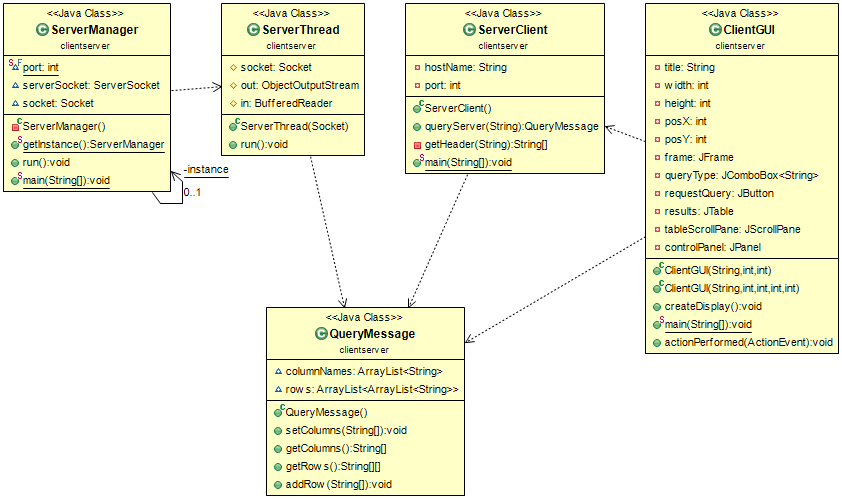 <<Java Class>>
ServerManager
clientserver
port: int
serverSocket: ServerSocket
socket: Socket
ServerManager()
getInstance():ServerManager
run():void
main(String[]):void
-instance
0..1
<<Java Class>>
ServerThread
clientserver
socket: Socket
out: ObjectOutputStream
in: BufferedReader
ServerThread(Socket)
run():void
<<Java Class>>
ServerClient
clientserver
hostName: String
port: int
ServerClient()
queryServer(String):QueryMessage
getHeader(String):String[]
main(String[]):void
<<Java Class>>
ClientGUI
clientserver
title: String
width: int
height: int
posX: int
posY: int
frame: JFrame
queryType: JComboBox<String>
requestQuery: JButton
results: JTable
tableScrollPane: JScrollPane
controlPanel: JPanel
ClientGUI(String,int,int)
ClientGUI(String,int,int,int,int)
createDisplay():void
main(String[]):void
actionPerformed(ActionEvent):void
<<Java Class>>
QueryMessage
clientserver
columnNames: ArrayList<String>
rows: ArrayList<ArrayList<String>>
QueryMessage()
setColumns(String[]):void
getColumns():String[]
getRows():String[][]
addRow(String[]):void